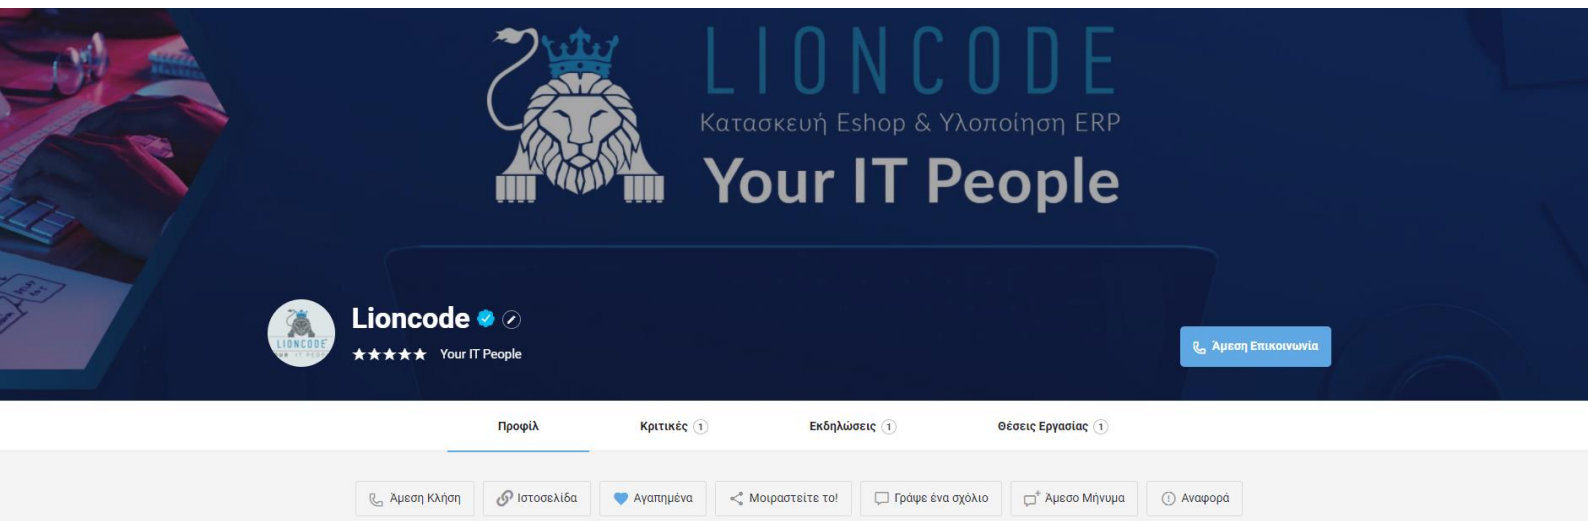 LIONCODE
Κατασκευή Eshop & Υλοποίηση ERP
Your IT People
Lioncode
LIONCODE
Your IT People
Άμεση Επικοινωνία
Προφίλ
Κριτικές 1
Εκδηλώσεις 1
Θέσεις Εργασίας 1
Άμεση Κλήση
Ιστοσελίδα
Αγαπημένα
Μοιραστείτε το!
Γράψε ένα σχόλιο
Άμεσο Μήνυμα
Αναφορά